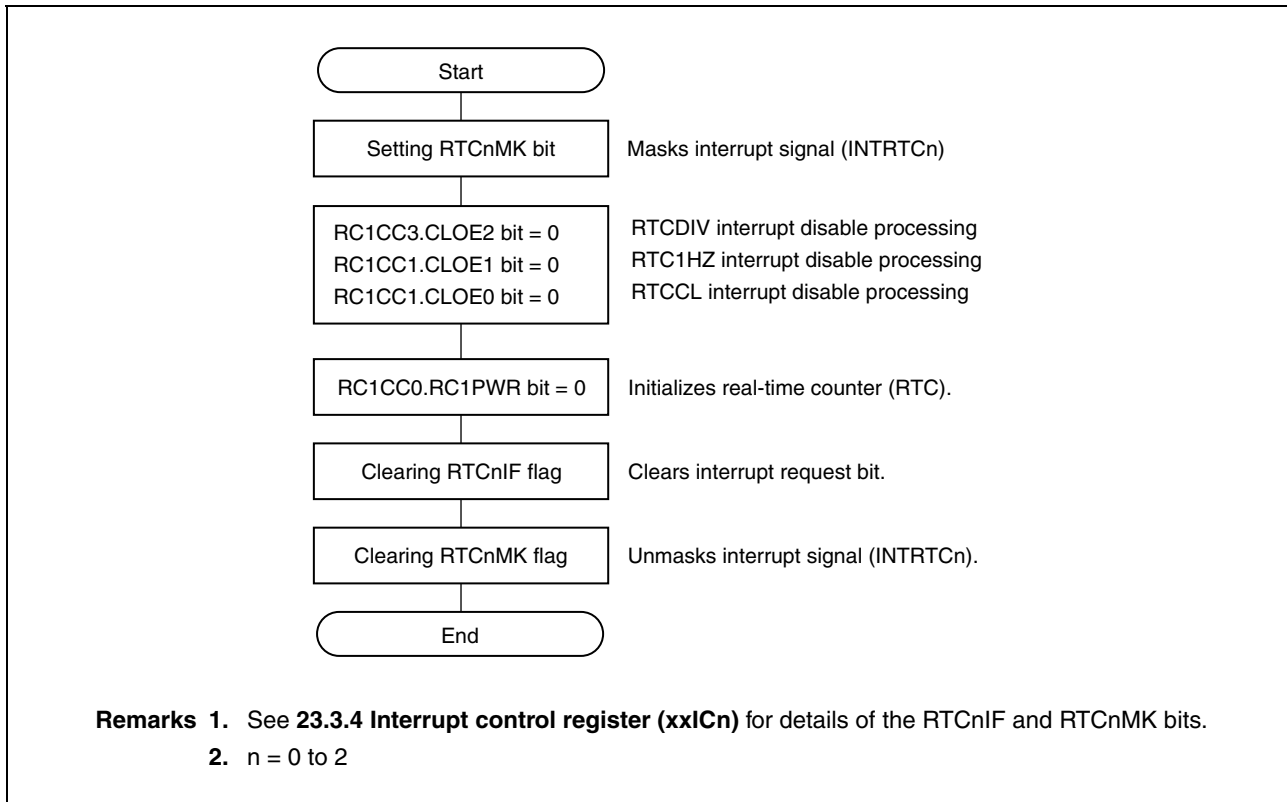 Start
Setting RTCnMK bit Masks interrupt signal (INTRTCn)
RC1CC3.CLOE2 bit = 0 RTCDIV interrupt disable processing
RC1CC1.CLOE1 bit = 0 RTC1HZ interrupt disable processing
RC1CC1.CLOE0 bit = 0 RTCCL interrupt disable processing
RC1CC0.RC1PWR bit = 0 Initializes real-time counter (RTC).
Clearing RTCnIF flag Clears interrupt request bit.
Clearing RTCnMK flag Unmasks interrupt signal (INTRTCn).
End
Remarks 1. See 23.3.4 Interrupt control register (xxICn) for details of the RTCnIF and RTCnMK bits.
2. n = 0 to 2